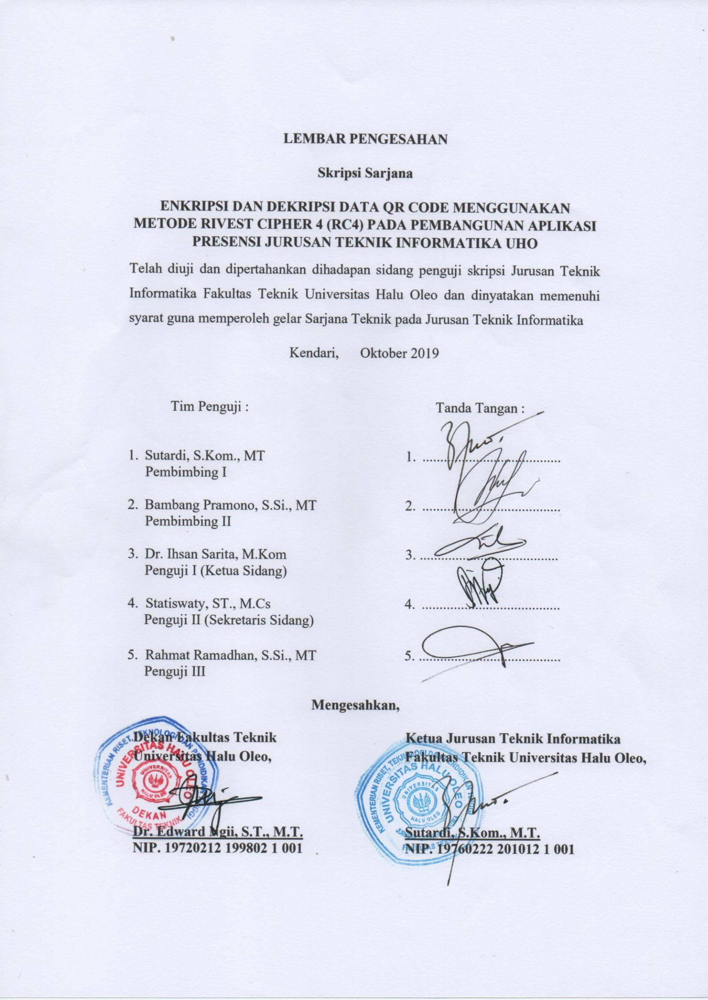 LEMBAR PENGESAHAN
Skripsi Sarjana
ENKRIPSI DAN DEKRIPSI DATA QR CODE MENGGUNAKAN
METODE RIVEST CIPHER 4 (RC4) PADA PEMBANGUNAN APLIKASI
PRESENSI JURUSAN TEKNIK INFORMATIKA UHO
Telah diuji dan dipertahankan dihadapan sidang penguji skripsi Jurusan Teknik
Informatika Fakultas Teknik Universitas Halu Oleo dan dinyatakan memenuhi
syarat guna memperoleh gelar Sarjana Teknik pada Jurusan Teknik Informatika
Kendari, Oktober 2019
Tim Penguji : Tanda Tangan :
1. Sutardi, S.Kom., MT 1. ......................................
Pembimbing I
2. Bambang Pramono, S.Si., MT 2. ......................................
Pembimbing II
3. Dr. Ihsan Sarita, M.Kom 3. ......................................
Penguji I (Ketua Sidang)
4. Statiswaty, ST., M.Cs 4. ......................................
Penguji II (Sekretaris Sidang)
5. Rahmat Ramadhan, S.Si., MT 5. ......................................
Penguji III
Mengesahkan,
Dekan Fakultas Teknik
Universitas Halu Oleo,
KEMENTERIAN RISET, TEKNOLOGI DAN PENDIDIKAN TINGGI
UNIVERSITAS HALU OLEO
UNIVERSITAS
HALU OLEO
DEKAN
FAKULTAS TEKNIK
Dr. Edward Ngii, S.T., M.T.
NIP. 19720212 199802 1 001
Ketua Jurusan Teknik Informatika
Fakultas Teknik Universitas Halu Oleo,
KEMENTERIAN RISET, TEKNOLOGI DAN PENDIDIKAN TINGGI
UNIVERSITAS HALU OLEO
UNIVERSITAS
HALU OLEO
FAKULTAS TEKNIK
Sutardi, S.Kom., M.T.
NIP. 19760222 201012 1 001